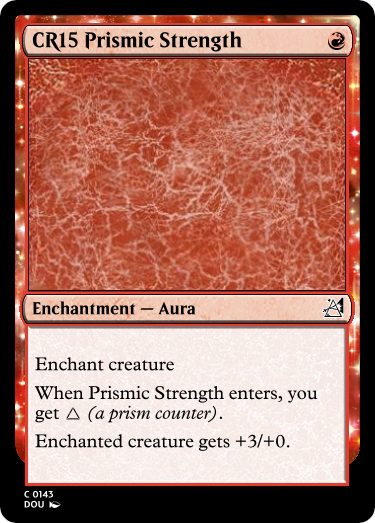 CR15 Prismic Strength
Enchantment — Aura
Enchant creature
When Prismic Strength enters, you
get △ (a prism counter).
Enchanted creature gets +3/+0.
C 0143
DOU